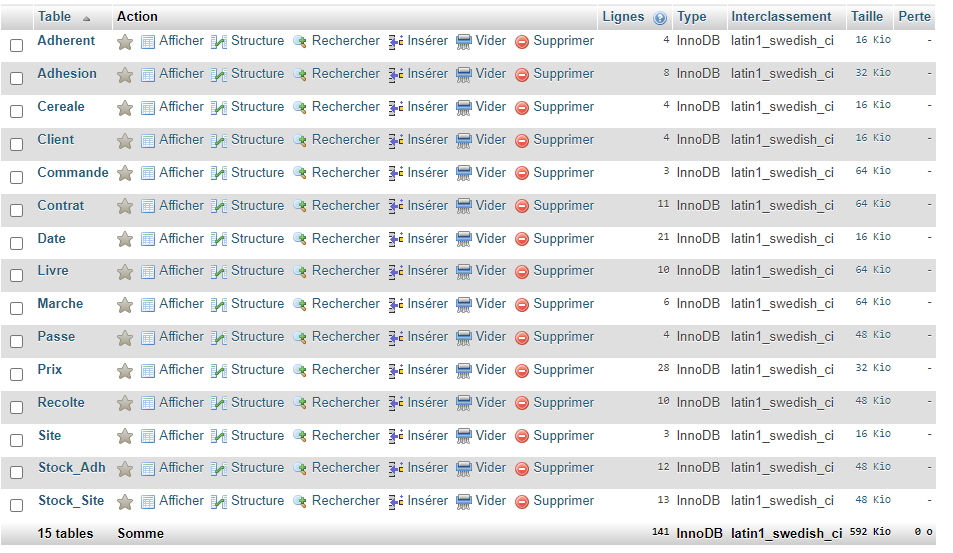 Table Action Lignes Type Interclassement Taille Perte
Adherent Afficher Structure Rechercher Insérer Vider Supprimer 4 InnoDB latin1_swedish_ci 16 Kio -
Adhesion Afficher Structure Rechercher Insérer Vider Supprimer 8 InnoDB latin1_swedish_ci 32 Kio -
Cereale Afficher Structure Rechercher Insérer Vider Supprimer 4 InnoDB latin1_swedish_ci 16 Kio -
Client Afficher Structure Rechercher Insérer Vider Supprimer 4 InnoDB latin1_swedish_ci 16 Kio -
Commande Afficher Structure Rechercher Insérer Vider Supprimer 3 InnoDB latin1_swedish_ci 64 Kio -
Contrat Afficher Structure Rechercher Insérer Vider Supprimer 11 InnoDB latin1_swedish_ci 64 Kio -
Date Afficher Structure Rechercher Insérer Vider Supprimer 21 InnoDB latin1_swedish_ci 16 Kio -
Livre Afficher Structure Rechercher Insérer Vider Supprimer 10 InnoDB latin1_swedish_ci 64 Kio -
Marche Afficher Structure Rechercher Insérer Vider Supprimer 6 InnoDB latin1_swedish_ci 64 Kio -
Passe Afficher Structure Rechercher Insérer Vider Supprimer 4 InnoDB latin1_swedish_ci 48 Kio -
Prix Afficher Structure Rechercher Insérer Vider Supprimer 28 InnoDB latin1_swedish_ci 32 Kio -
Recolte Afficher Structure Rechercher Insérer Vider Supprimer 10 InnoDB latin1_swedish_ci 48 Kio -
Site Afficher Structure Rechercher Insérer Vider Supprimer 3 InnoDB latin1_swedish_ci 16 Kio -
Stock_Adh Afficher Structure Rechercher Insérer Vider Supprimer 12 InnoDB latin1_swedish_ci 48 Kio -
Stock_Site Afficher Structure Rechercher Insérer Vider Supprimer 13 InnoDB latin1_swedish_ci 48 Kio -
15 tables Somme 141 InnoDB latin1_swedish_ci 592 Kio 0 o